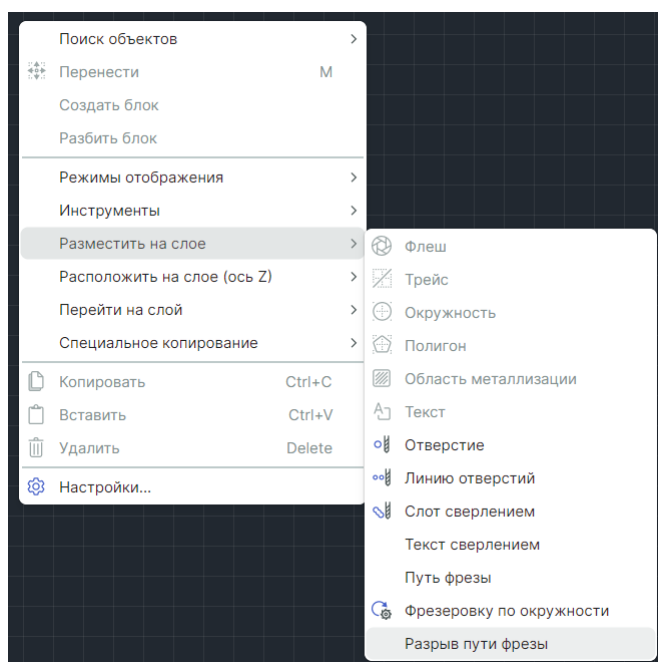 Поиск объектов
Перенести M
Создать блок
Разбить блок
Режимы отображения
Инструменты
Разместить на слое
Расположить на слое (ось Z)
Перейти на слой
Специальное копирование
Копировать Ctrl+C
Вставить Ctrl+V
Удалить Delete
Настройки...
Флеш
Трейс
Окружность
Полигон
Область металлизации
Текст
Отверстие
Линию отверстий
Слот сверлением
Текст сверлением
Путь фрезы
Фрезеровку по окружности
Разрыв пути фрезы